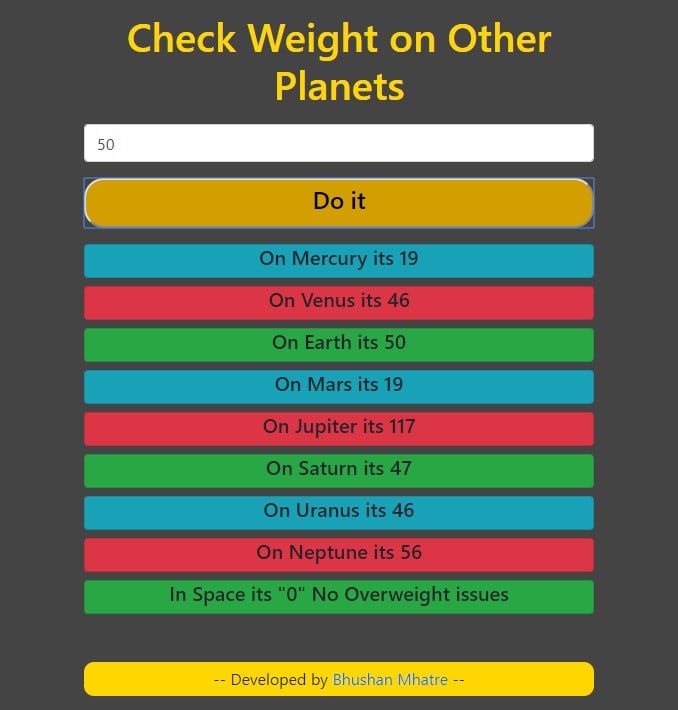 Check Weight on Other
Planets
50
Do it
On Mercury its 19
On Venus its 46
On Earth its 50
On Mars its 19
On Jupiter its 117
On Saturn its 47
On Uranus its 46
On Neptune its 56
In Space its "0" No Overweight issues
-- Developed by Bhushan Mhatre --